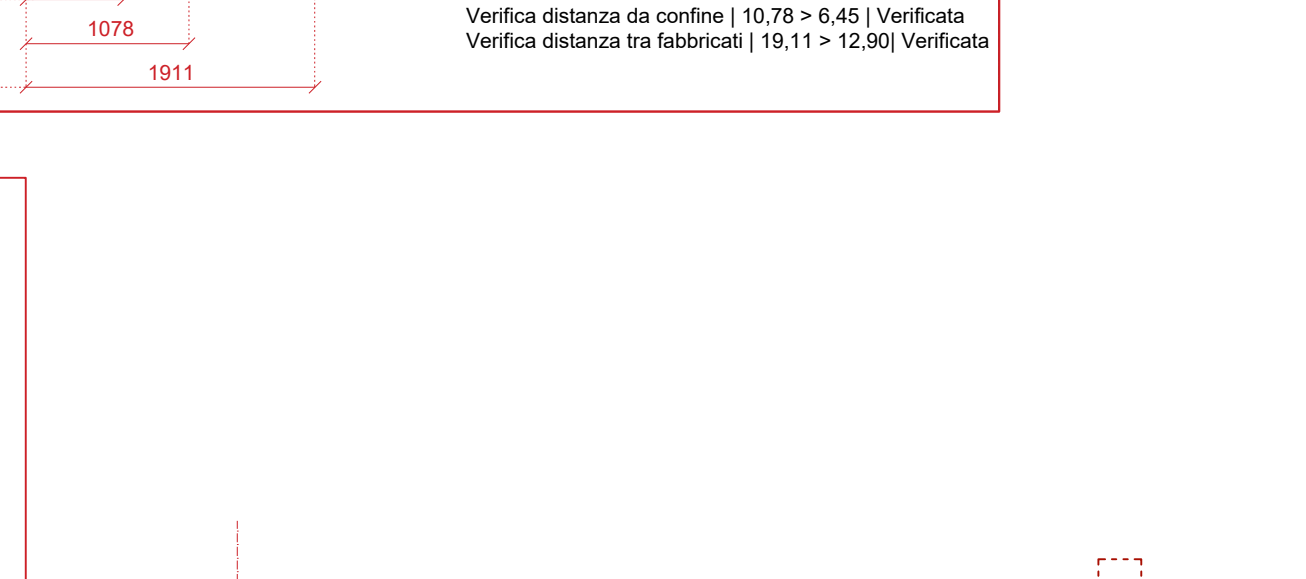 Verifica distanza da confine | 10,78 > 6,45 | Verificata
1078
Verifica distanza tra fabbricati | 19,11 > 12,90| Verificata
1911